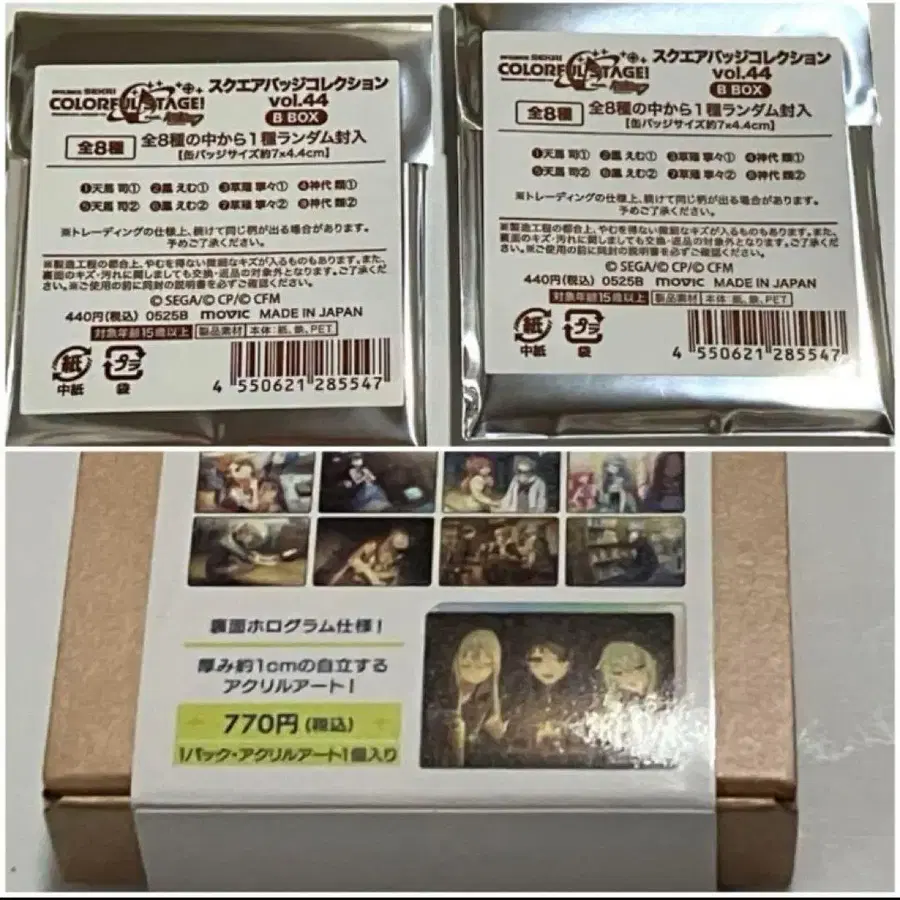 PROJECT SEKAI
COLORFUL STAGE!
スクエアバッジコレクション
vol.44
B BOX
全8種
全8種の中から1種ランダム封入
【缶バッジサイズ約7×4.4cm】
①天馬 司① ②鳳 えむ① ③草薙 寧々① ④神代 類①
⑤天馬 司② ⑥鳳 えむ② ⑦草薙 寧々② ⑧神代 類②
※トレーディングの仕様上、続けて同じ柄が出る場合があります。
予めご了承ください。
※製造工程の都合上、やむを得ない微細なキズが入るものもあります。また、
裏面のキズ・汚れに関しましても交換・返品の対象外となります。ご了承く
ださい。※ご使用の前に同封の説明書を必ずご確認ください。
© SEGA/© CP/© CFM
440円(税込) 0525B movic MADE IN JAPAN
対象年齢15歳以上 製品素材 本体:紙、鉄、PET
紙
中紙
プラ
袋
4 550621 285547
PROJECT SEKAI
COLORFUL STAGE!
スクエアバッジコレクション
vol.44
B BOX
全8種
全8種の中から1種ランダム封入
【缶バッジサイズ約7×4.4cm】
①天馬 司① ②鳳 えむ① ③草薙 寧々① ④神代 類①
⑤天馬 司② ⑥鳳 えむ② ⑦草薙 寧々② ⑧神代 類②
※トレーディングの仕様上、続けて同じ柄が出る場合があります。
予めご了承ください。
※製造工程の都合上、やむを得ない微細なキズが入るものもあります。また、
裏面のキズ・汚れに関しましても交換・返品の対象外となります。ご了承く
ださい。※ご使用の前に同封の説明書を必ずご確認ください。
© SEGA/© CP/© CFM
440円(税込) 0525B movic MADE IN JAPAN
対象年齢15歳以上 製品素材 本体:紙、鉄、PET
紙
中紙
プラ
袋
4 550621 285547
裏面ホログラム仕様!
厚み約1cmの自立する
アクリルアート!
770円(税込)
1パック・アクリルアート1個入り